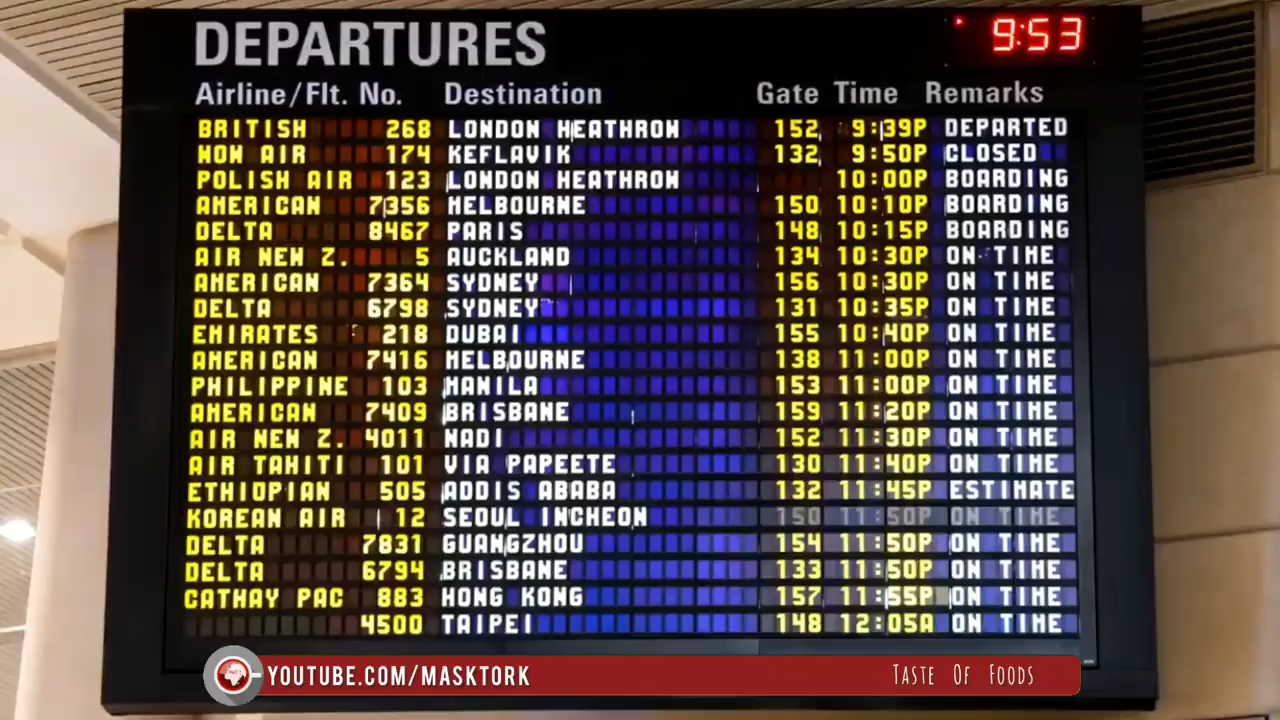 DEPARTURES 9:53
Airline/Flt. No. Destination Gate Time Remarks
BRITISH 268 LONDON HEATHROW 152 9:39P DEPARTED
WOW AIR 174 KEFLAVIK 132 9:50P CLOSED
POLISH AIR 123 LONDON HEATHROW 10:00P BOARDING
AMERICAN 7356 MELBOURNE 150 10:10P BOARDING
DELTA 8467 PARIS 148 10:15P BOARDING
AIR NEW Z. 5 AUCKLAND 134 10:30P ON TIME
AMERICAN 7364 SYDNEY 156 10:30P ON TIME
DELTA 6798 SYDNEY 131 10:35P ON TIME
EMIRATES 218 DUBAI 155 10:40P ON TIME
AMERICAN 7416 MELBOURNE 138 11:00P ON TIME
PHILIPPINE 103 MANILA 153 11:00P ON TIME
AMERICAN 7409 BRISBANE 159 11:20P ON TIME
AIR NEW Z. 4011 NADI 152 11:30P ON TIME
AIR TAHITI 101 VIA PAPEETE 130 11:40P ON TIME
ETHIOPIAN 505 ADDIS ABABA 132 11:45P ESTIMATE
KOREAN AIR 12 SEOUL INCHEON 150 11:50P ON TIME
DELTA 7831 GUANGZHOU 154 11:50P ON TIME
DELTA 6794 BRISBANE 133 11:50P ON TIME
CATHAY PAC 883 HONG KONG 157 11:55P ON TIME
4500 TAIPEI 148 12:05A ON TIME
YOUTUBE.COM/MASKTORK TASTE OF FOODS